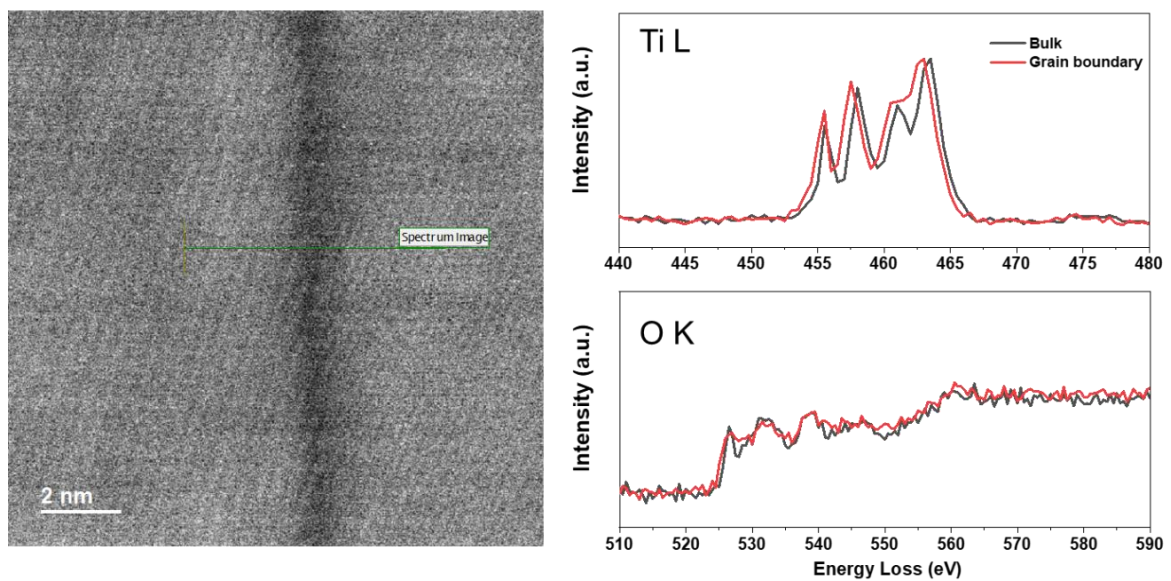 Spectrum Image
2 nm
Ti L
Bulk
Grain boundary
Intensity (a.u.)
440 445 450 455 460 465 470 475 480
O K
Intensity (a.u.)
510 520 530 540 550 560 570 580 590
Energy Loss (eV)